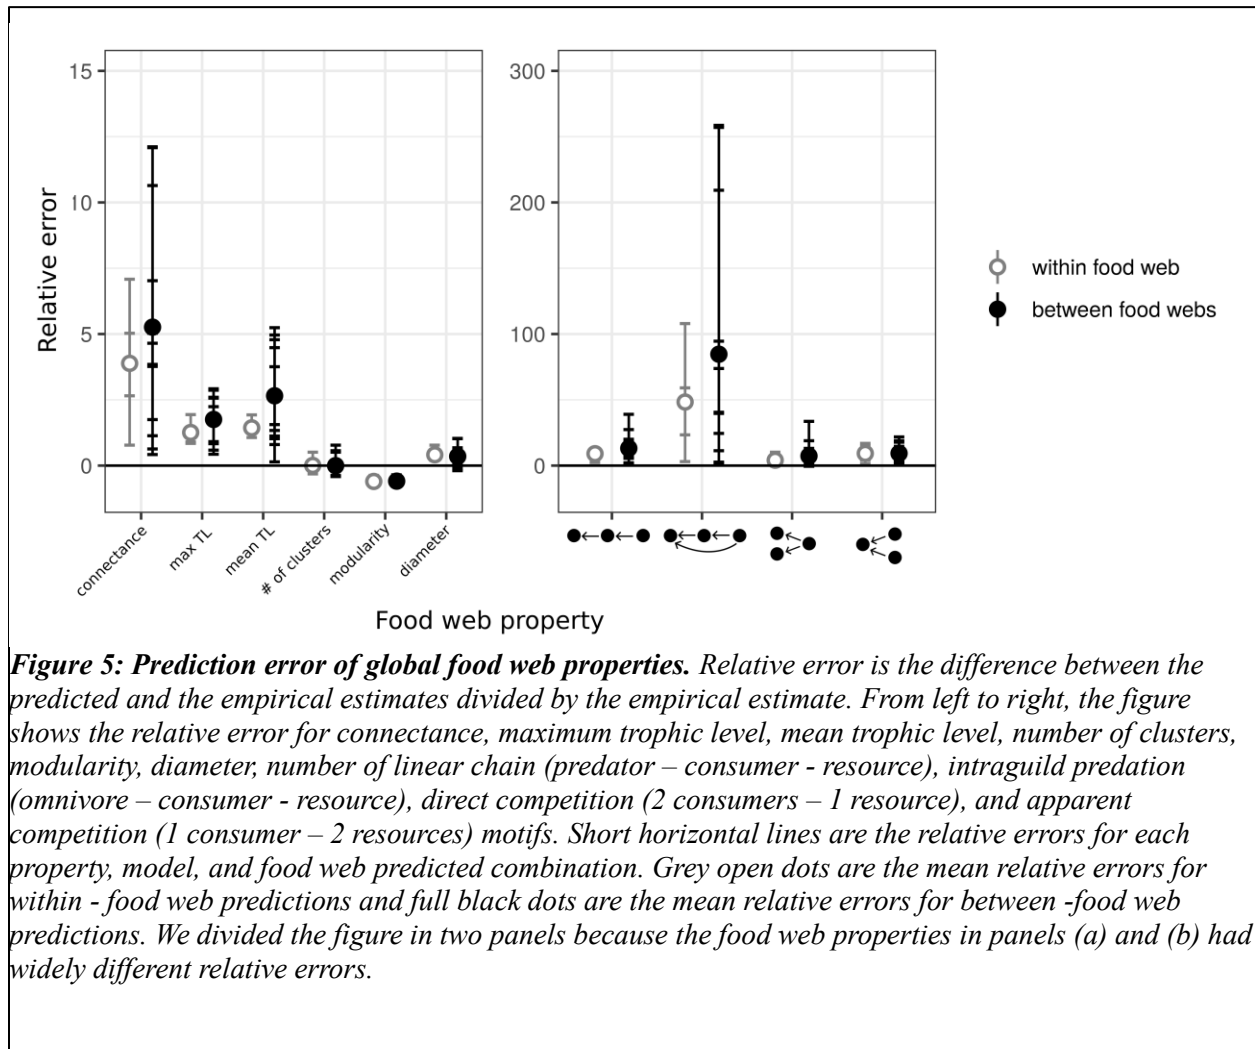 15
10
5
0
Relative error
300
200
100
0
within food web
between food webs
connectance
max TL
mean TL
# of clusters
modularity
diameter
Food web property
Figure 5: Prediction error of global food web properties. Relative error is the difference between the
predicted and the empirical estimates divided by the empirical estimate. From left to right, the figure
shows the relative error for connectance, maximum trophic level, mean trophic level, number of clusters,
modularity, diameter, number of linear chain (predator – consumer - resource), intraguild predation
(omnivore – consumer - resource), direct competition (2 consumers – 1 resource), and apparent
competition (1 consumer – 2 resources) motifs. Short horizontal lines are the relative errors for each
property, model, and food web predicted combination. Grey open dots are the mean relative errors for
within - food web predictions and full black dots are the mean relative errors for between -food web
predictions. We divided the figure in two panels because the food web properties in panels (a) and (b) had
widely different relative errors.